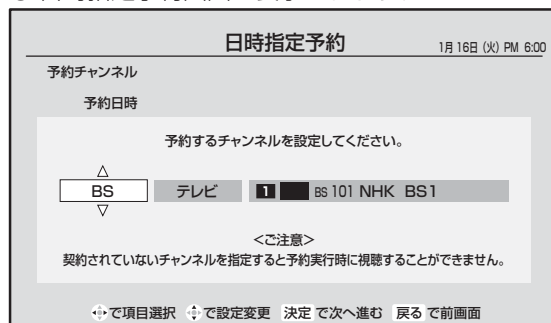 日時指定予約
1月16日 (火) PM 6:00
予約チャンネル
予約日時
予約するチャンネルを設定してください。
BS テレビ 1 BS 101 NHK BS1
<ご注意>
契約されていないチャンネルを指定すると予約実行時に視聴することができません。
で項目選択 で設定変更 決定 で次へ進む 戻る で前画面